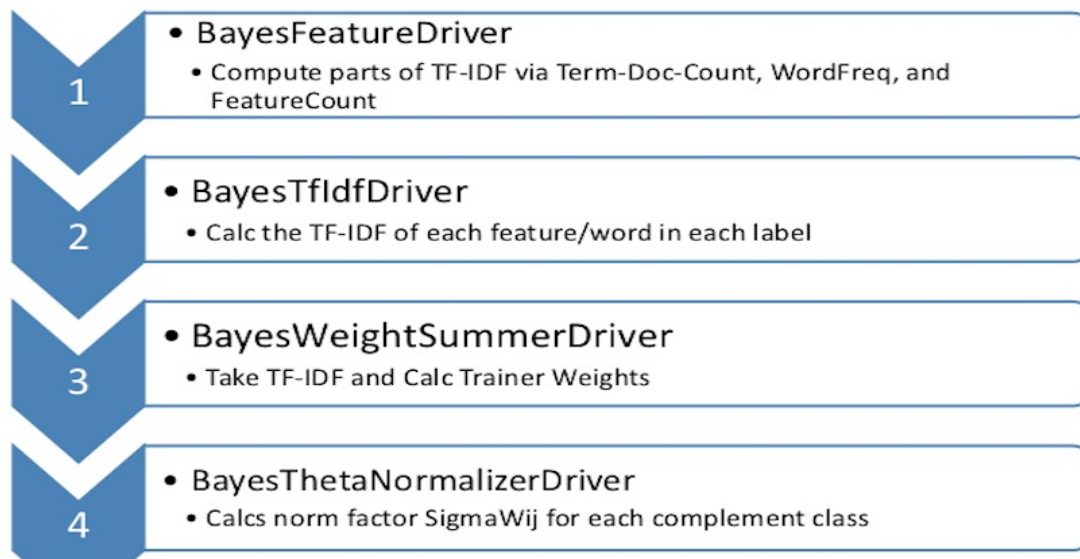 1
• BayesFeatureDriver
• Compute parts of TF-IDF via Term-Doc-Count, WordFreq, and
FeatureCount
2
• BayesTfIdfDriver
• Calc the TF-IDF of each feature/word in each label
3
• BayesWeightSummerDriver
• Take TF-IDF and Calc Trainer Weights
4
• BayesThetaNormalizerDriver
• Calcs norm factor SigmaWij for each complement class